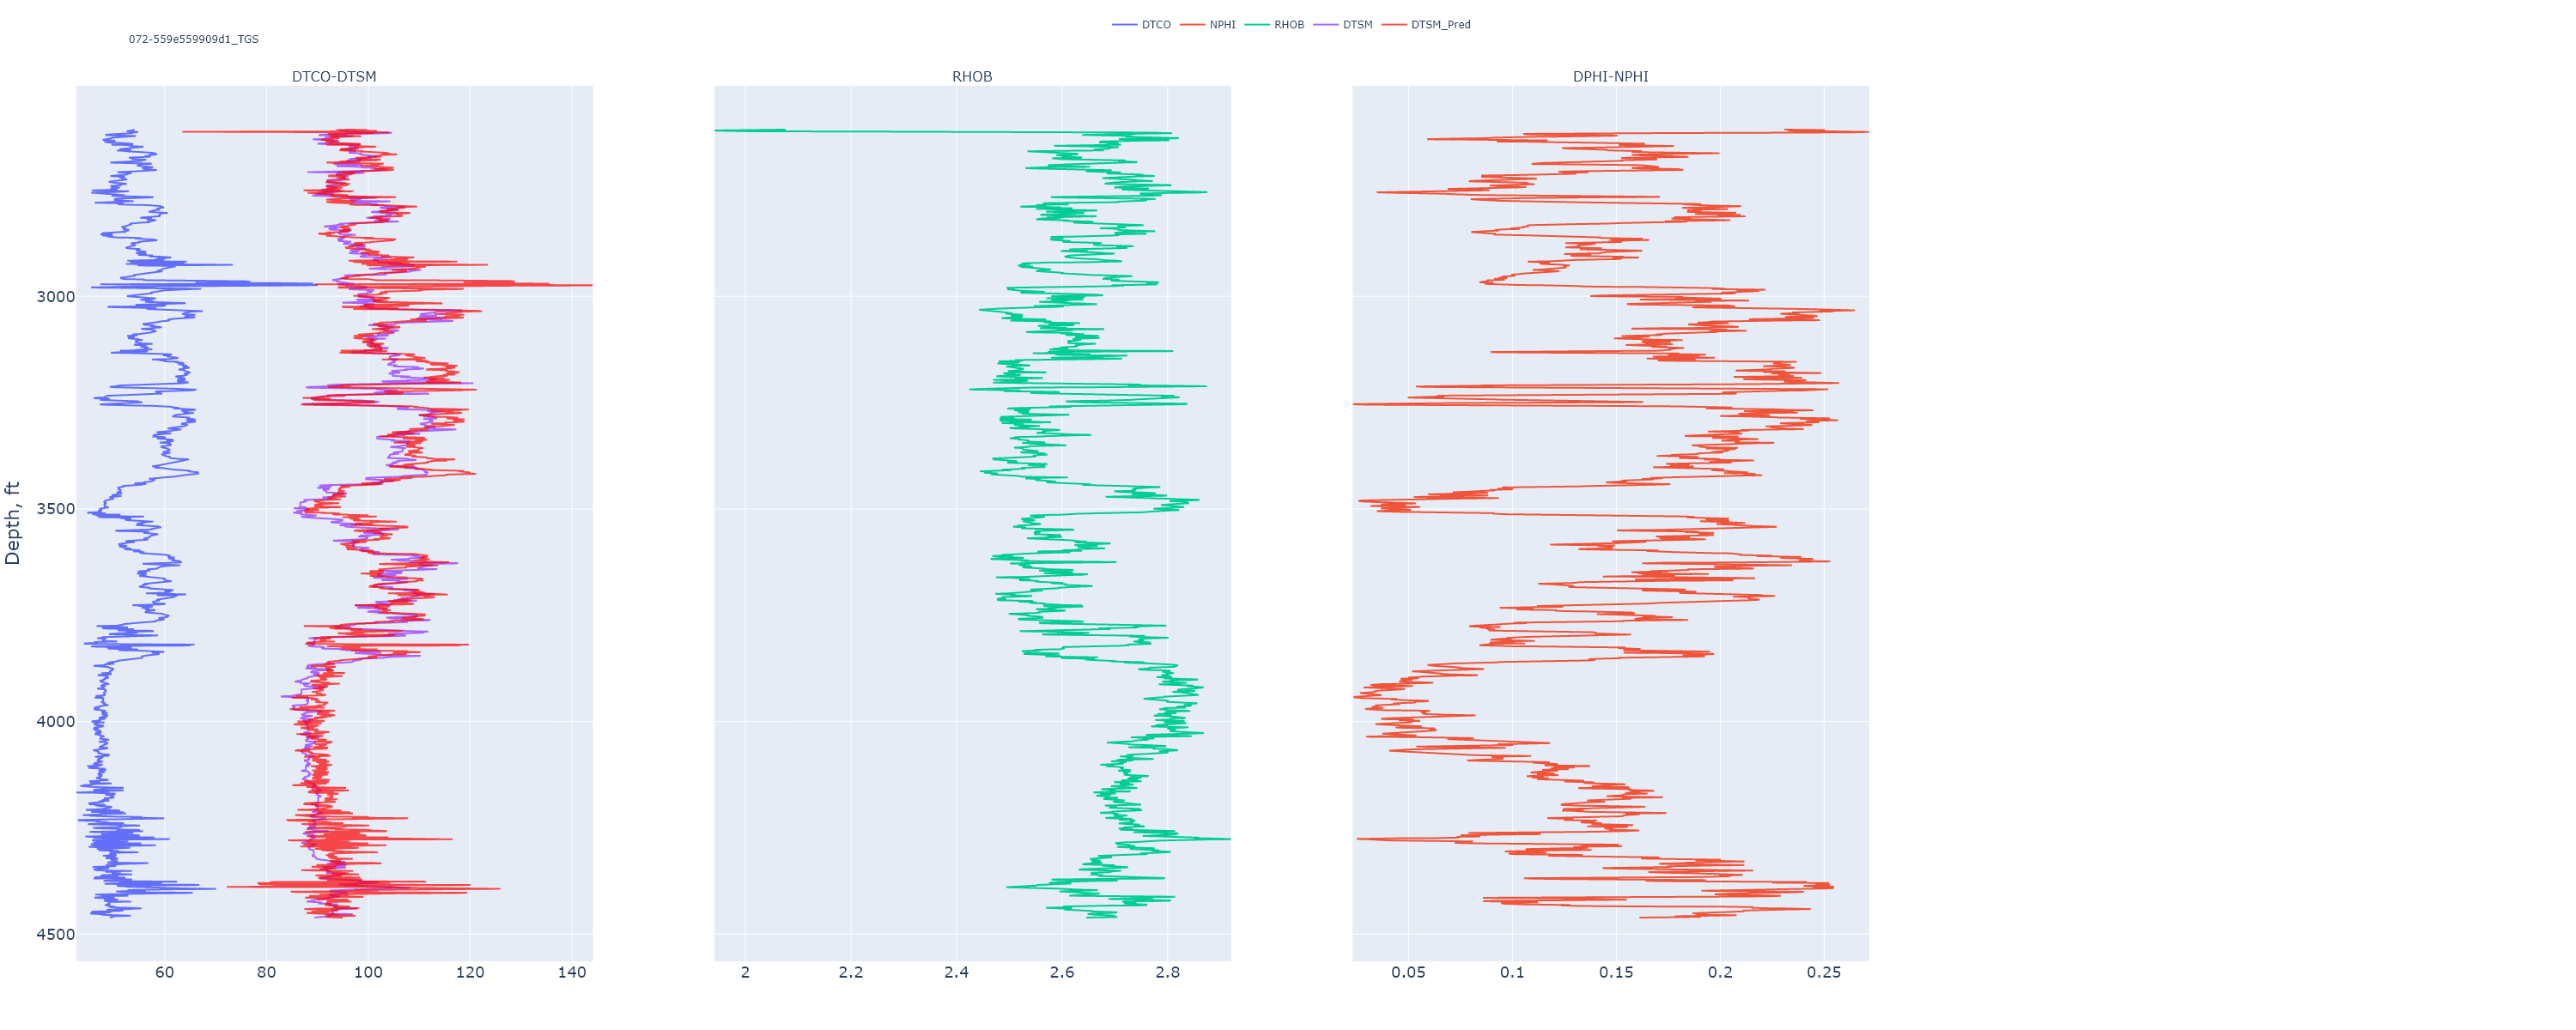 DTCO NPHI RHOB DTSM DTSM_Pred
072-559e559909d1_TGS
DTCO-DTSM RHOB DPHI-NPHI
3000
3500
Depth, ft
4000
4500
60 80 100 120 140 2 2.2 2.4 2.6 2.8 0.05 0.1 0.15 0.2 0.25